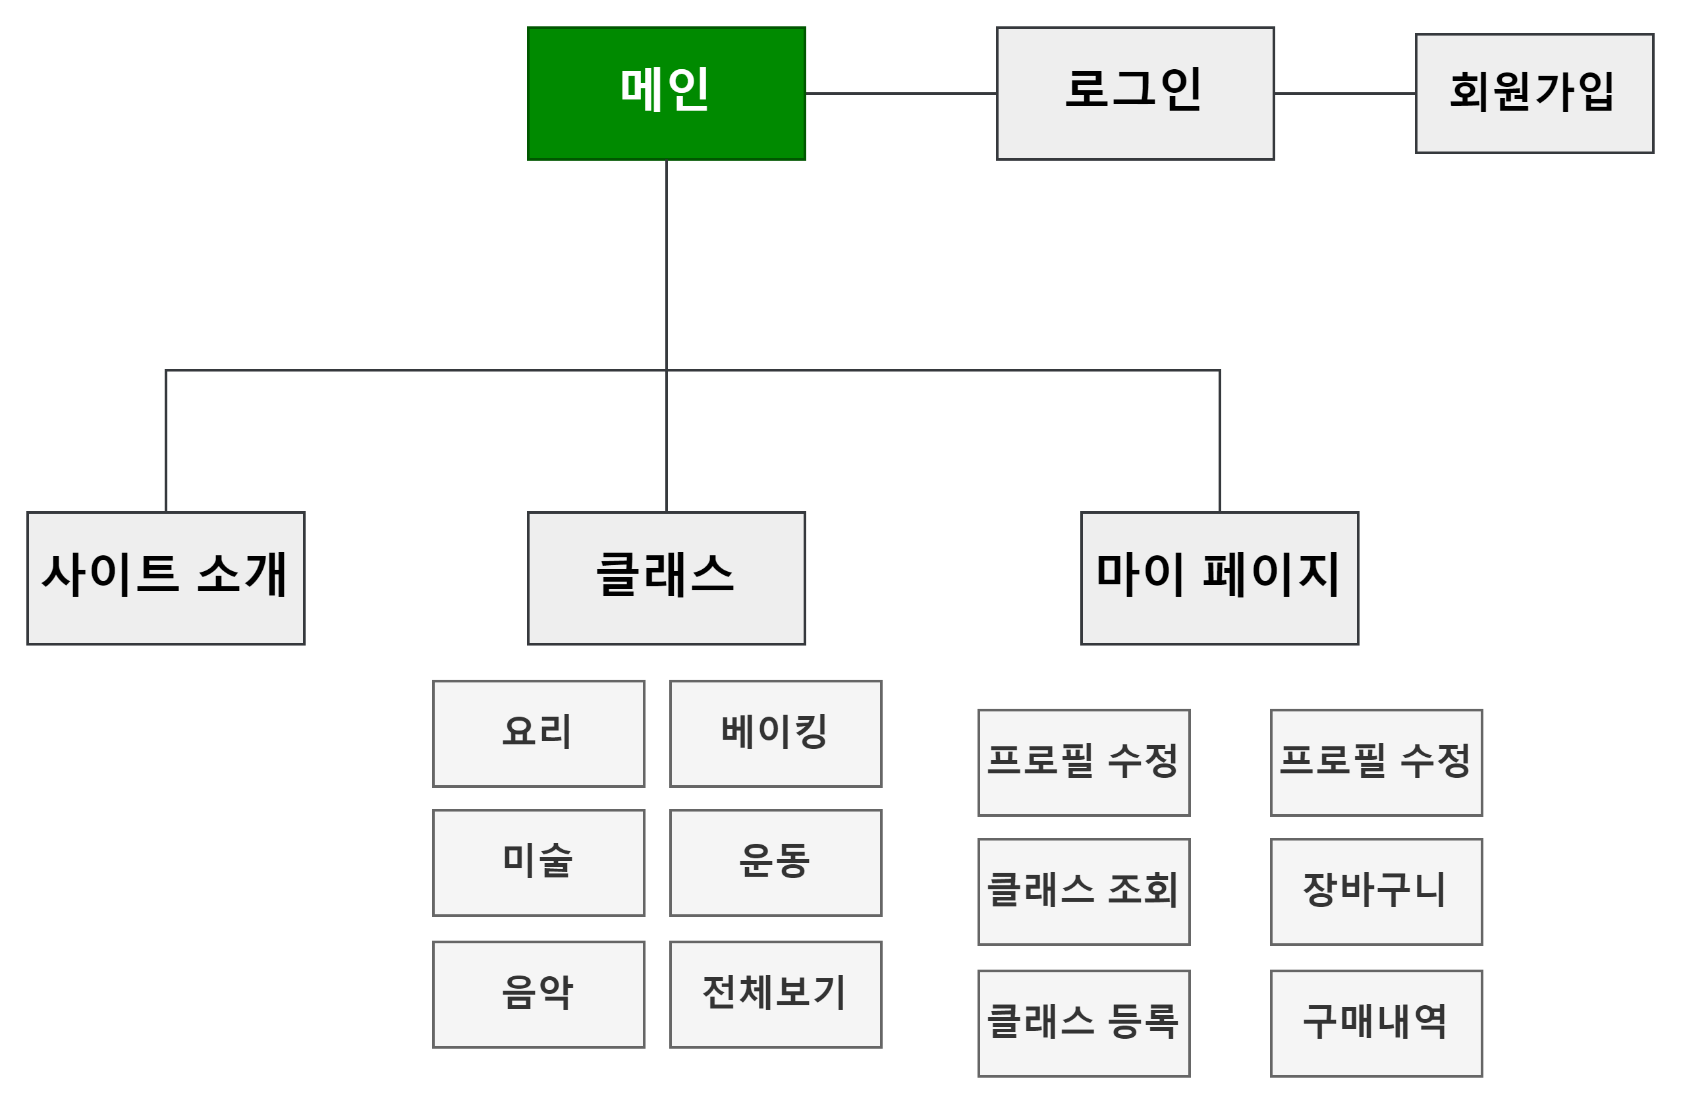 메인
로그인
회원가입
사이트 소개
클래스
마이 페이지
요리
베이킹
미술
운동
음악
전체보기
프로필 수정
프로필 수정
클래스 조회
장바구니
클래스 등록
구매내역